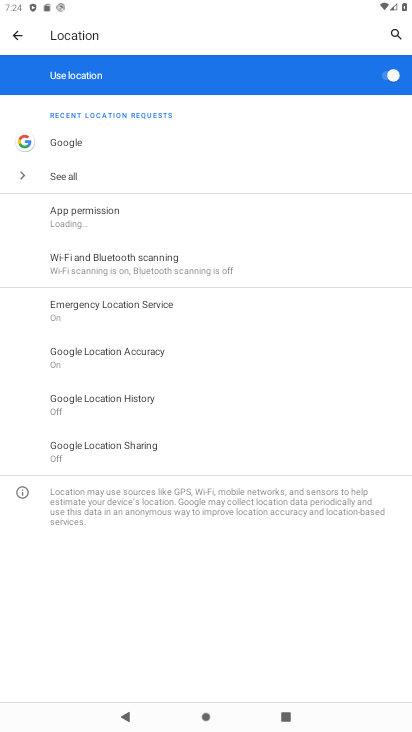 7:24
Location
Use location
RECENT LOCATION REQUESTS
Google
See all
App permission
Loading...
Wi-Fi and Bluetooth scanning
Wi-Fi scanning is on, Bluetooth scanning is off
Emergency Location Service
On
Google Location Accuracy
On
Google Location History
Off
Google Location Sharing
Off
Location may use sources like GPS, Wi-Fi, mobile networks, and sensors to help
estimate your device's location. Google may collect location data periodically and
use this data in an anonymous way to improve location accuracy and location-based
services.